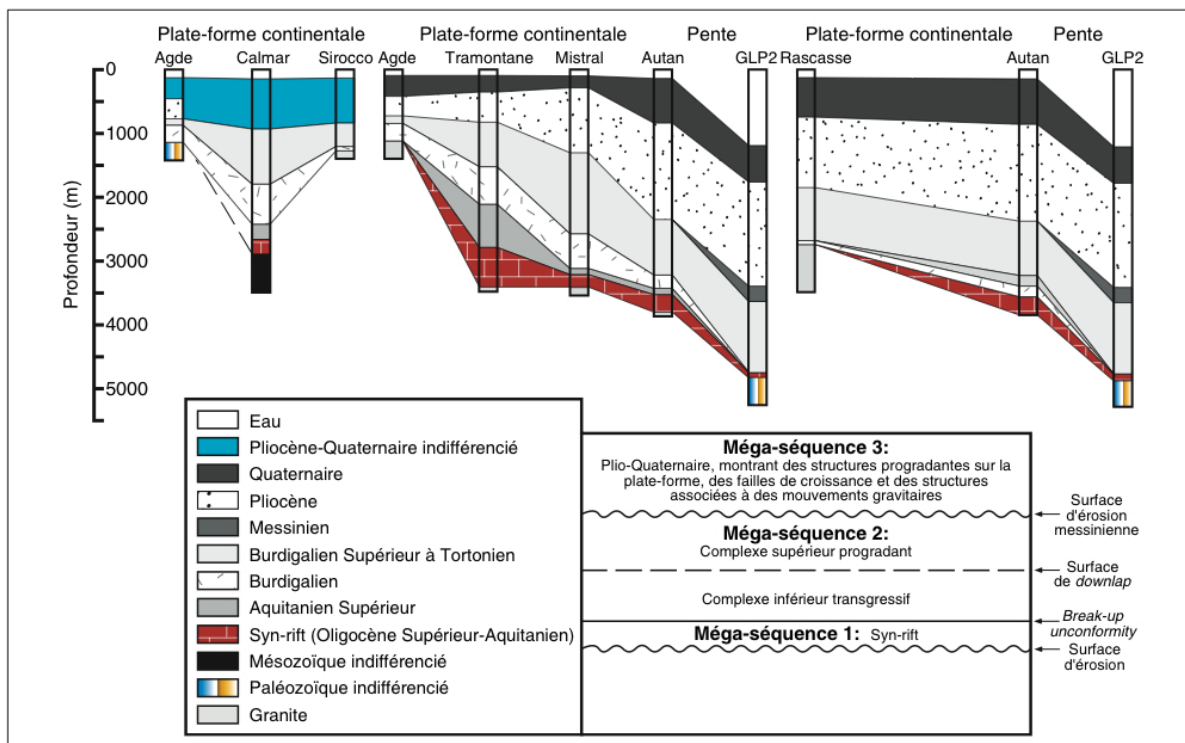 Plate-forme continentale
Agde Calmar Sirocco
Plate-forme continentale Pente
Agde Tramontane Mistral Autan GLP2
Plate-forme continentale Pente
Rascasse Autan GLP2
Profondeur (m)
0
1000
2000
3000
4000
5000
Eau
Pliocène-Quaternaire indifférencié
Quaternaire
Pliocène
Messinien
Burdigalien Supérieur à Tortonien
Burdigalien
Aquitanien Supérieur
Syn-rift (Oligocène Supérieur-Aquitanien)
Mésozoïque indifférencié
Paléozoïque indifférencié
Granite
Méga-séquence 3:
Plio-Quaternaire, montrant des structures progradantes sur la
plate-forme, des failles de croissance et des structures
associées à des mouvements gravitaires
Surface
d'érosion
messinienne
Méga-séquence 2:
Complexe supérieur progradant
Surface
de downlap
Complexe inférieur transgressif
Break-up
unconformity
Méga-séquence 1: Syn-rift
Surface
d'érosion